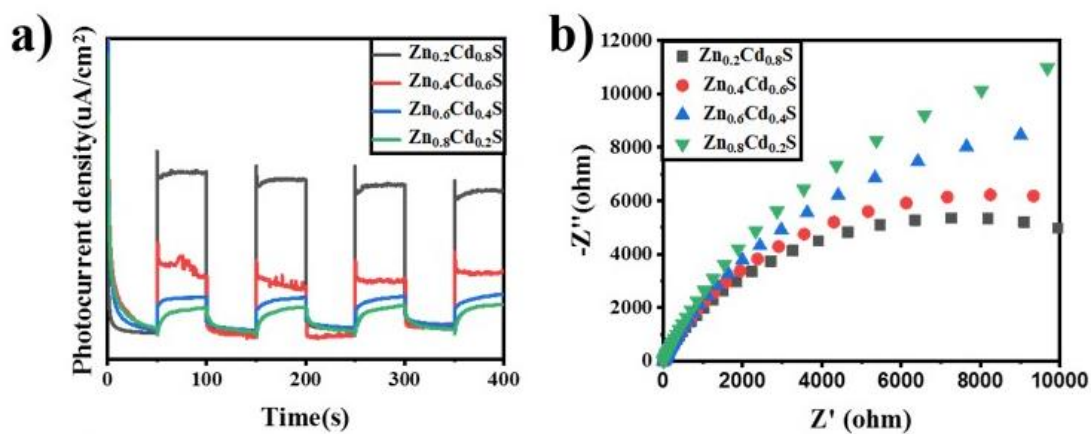 a)
Photocurrent density(uA/cm²)
Zn₀.₂Cd₀.₈S
Zn₀.₄Cd₀.₆S
Zn₀.₆Cd₀.₄S
Zn₀.₈Cd₀.₂S
0
100
200
300
400
Time(s)
b)
-Z"(ohm)
12000
10000
8000
6000
4000
2000
0
Zn₀.₂Cd₀.₈S
Zn₀.₄Cd₀.₆S
Zn₀.₆Cd₀.₄S
Zn₀.₈Cd₀.₂S
0
2000
4000
6000
8000
10000
Z' (ohm)